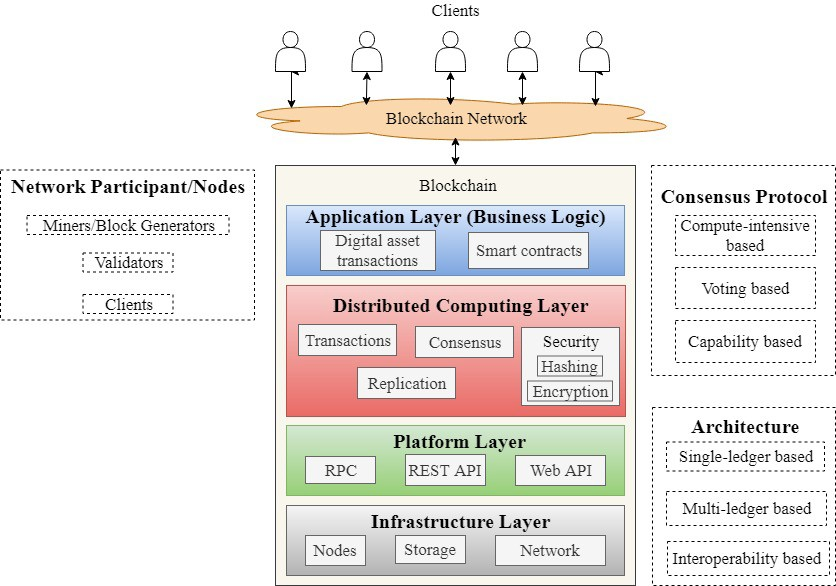 Clients
Blockchain Network
Network Participant/Nodes
Miners/Block Generators
Validators
Clients
Blockchain
Application Layer (Business Logic)
Digital asset
transactions
Smart contracts
Distributed Computing Layer
Transactions
Consensus
Security
Hashing
Encryption
Replication
Platform Layer
RPC
REST API
Web API
Infrastructure Layer
Nodes
Storage
Network
Consensus Protocol
Compute-intensive
based
Voting based
Capability based
Architecture
Single-ledger based
Multi-ledger based
Interoperability based